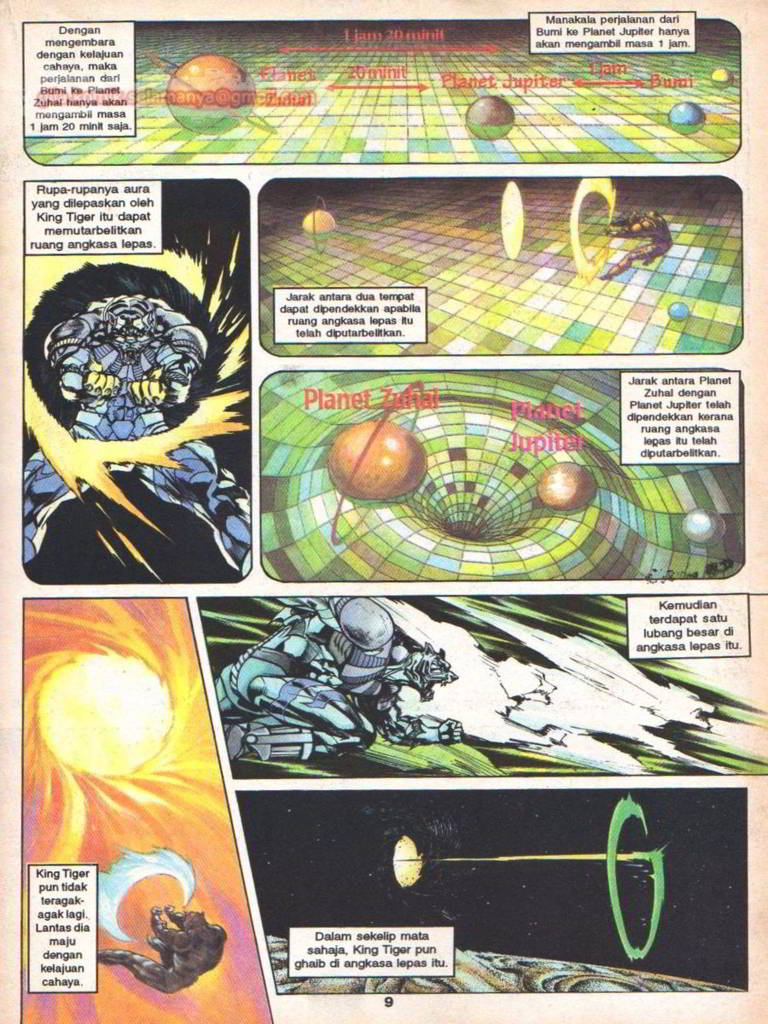 Dengan
mengembara
dengan kelajuan
cahaya, maka
perjalanan dari
Bumi ke Planet
Zuhal hanya akan
mengambil masa
1 jam 20 minit saja.
1 jam 20 minit
Manakala perjalanan dari
Bumi ke Planet Jupiter hanya
akan mengambil masa 1 jam.
Planet
Zuhal
20 minit
Planet Jupiter
1 jam
Bumi
Rupa-rupanya aura
yang dilepaskan oleh
King Tiger itu dapat
memutarbelitkan
ruang angkasa lepas.
Jarak antara dua tempat
dapat dipendekkan apabila
ruang angkasa lepas itu
telah diputarbelitkan.
Planet Zuhal
Planet
Jupiter
Jarak antara Planet
Zuhal dengan
Planet Jupiter telah
dipendekkan kerana
ruang angkasa
lepas itu telah
diputarbelitkan.
Kemudian
terdapat satu
lubang besar di
angkasa lepas itu.
King Tiger
pun tidak
teragak-
agak lagi.
Lantas dia
maju
dengan
kelajuan
cahaya.
Dalam sekelip mata
sahaja, King Tiger pun
ghaib di angkasa lepas itu.
9